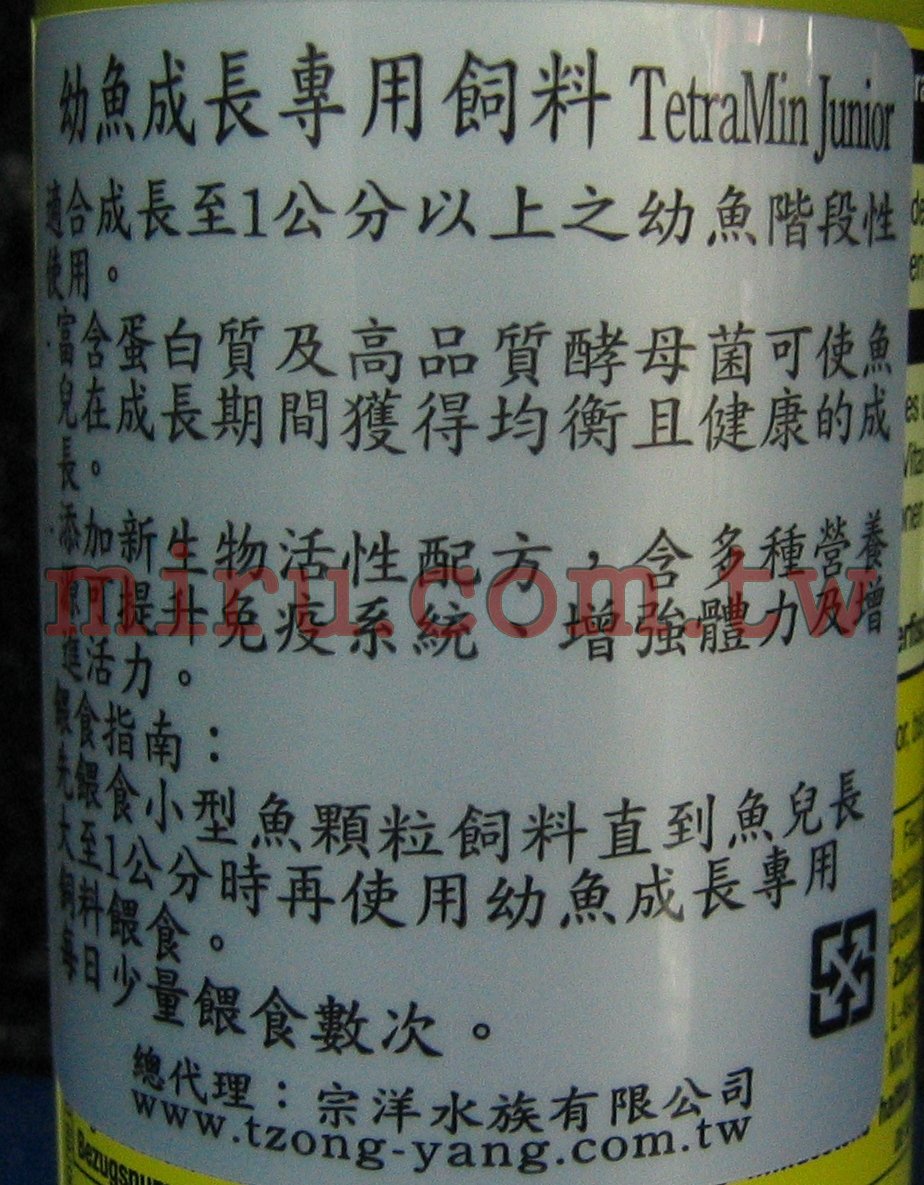 幼魚成長專用飼料 TetraMin Junior
適合成長至1公分以上之幼魚階段性
使用。
·富含蛋白質及高品質酵母菌可使魚
兒在成長期間獲得均衡且健康的成
長。
·添加新生物活性配方，含多種營養
可提升免疫系統、增強體力及增
進活力。
餵食指南：
先餵食小型魚顆粒飼料直到魚兒長
大至1公分時再使用幼魚成長專用
飼料餵食。
每日少量餵食數次。
總代理：宗洋水族有限公司
www.tzong-yang.com.tw
miru.com.tw